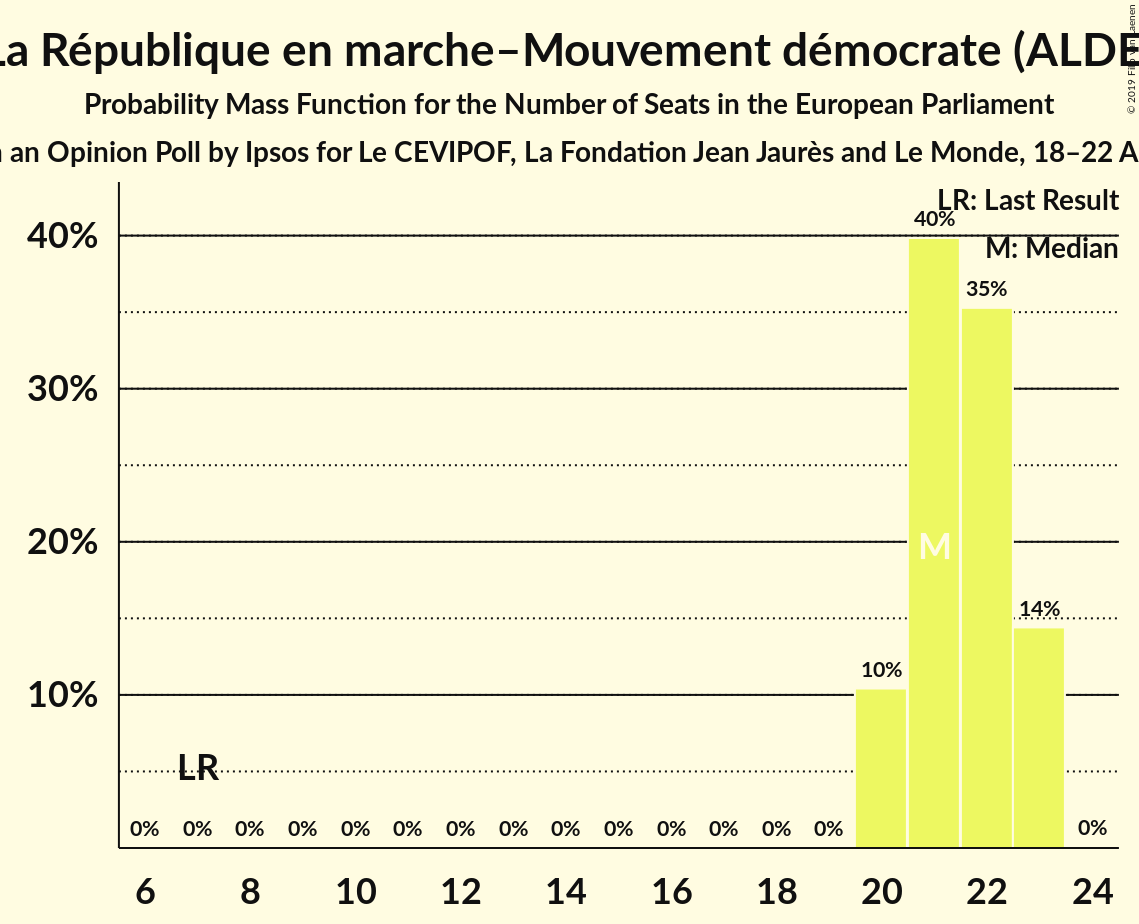 La République en marche–Mouvement démocrate (ALDE
Probability Mass Function for the Number of Seats in the European Parliament
an Opinion Poll by Ipsos for Le CEVIPOF, La Fondation Jean Jaurès and Le Monde, 18–22 A
© 2019
LR: Last Result
M: Median
40%
30%
20%
10%
40%
35%
14%
10%
M
LR
0% 0% 0% 0% 0% 0% 0% 0% 0% 0% 0% 0% 0% 0% 0%
6 8 10 12 14 16 18 20 22 24